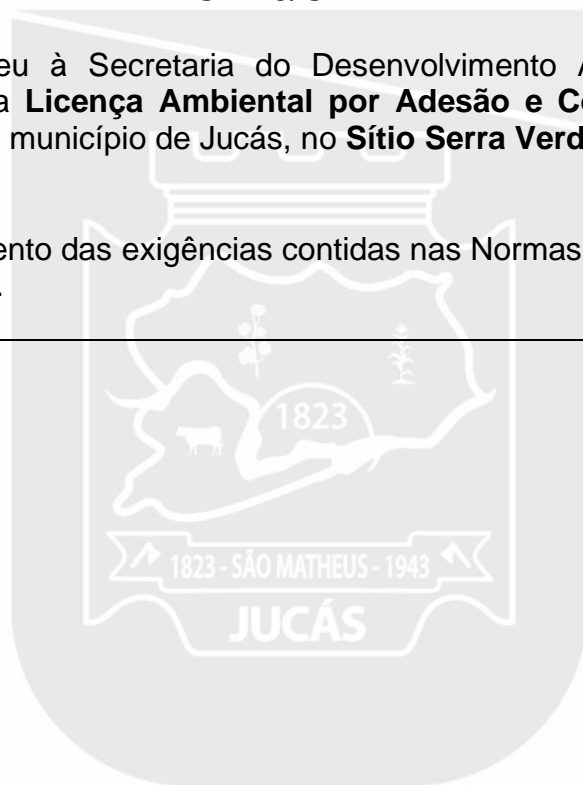 eu à Secretaria do Desenvolvimento A
a Licença Ambiental por Adesão e C
município de Jucás, no Sítio Serra Verd
ento das exigências contidas nas Normas
.
1823
1823 - SÃO MATHEUS - 1943
JUCÁS